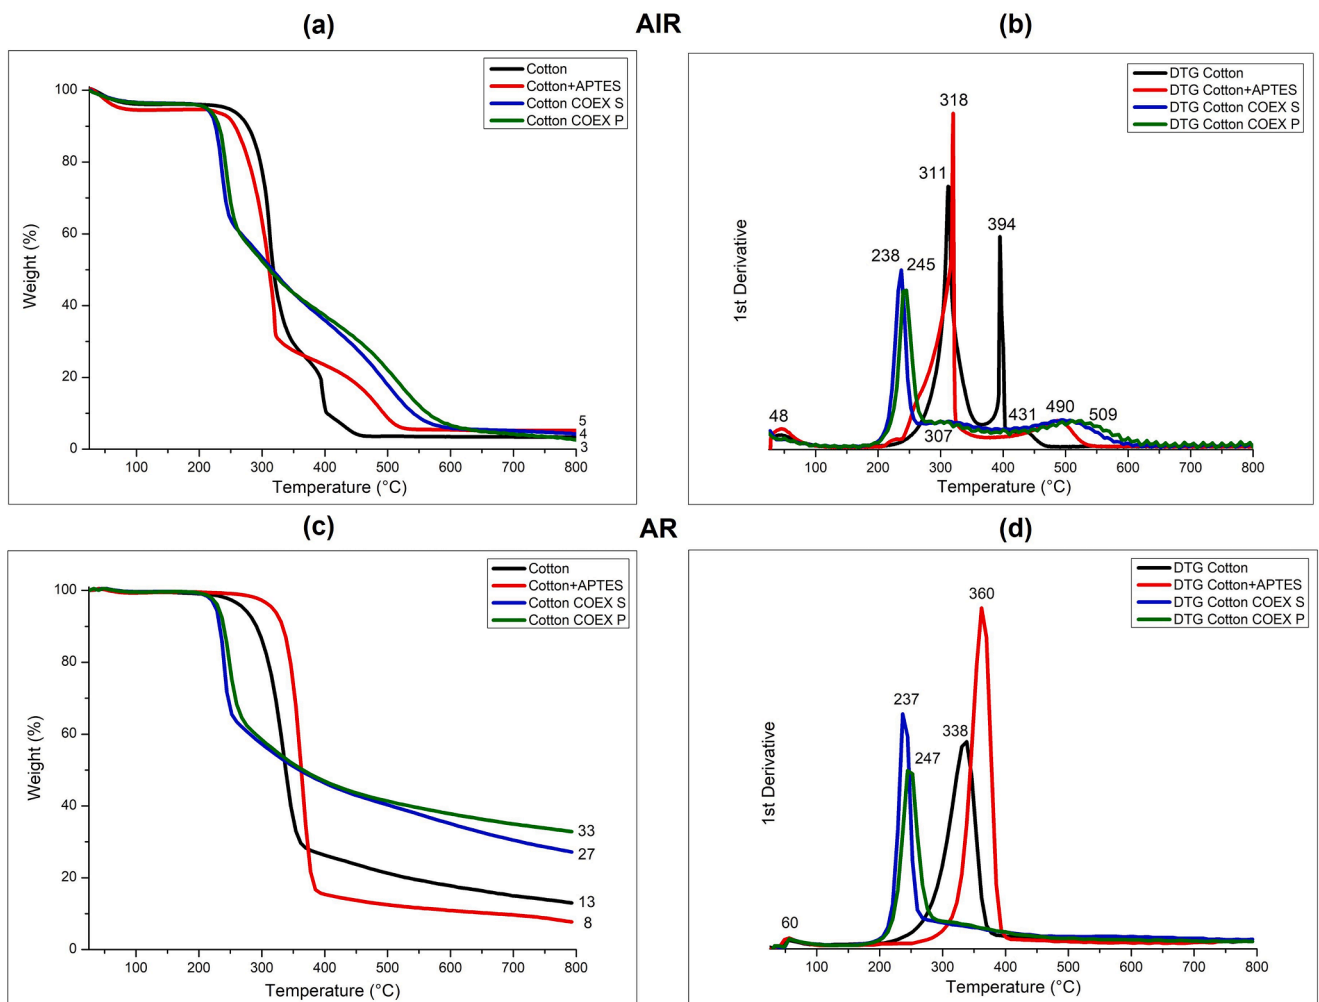 (a)
AIR
(b)
Cotton
Cotton+APTES
Cotton COEX S
Cotton COEX P
100
80
60
40
20
0
Weight (%)
5
4
3
100 200 300 400 500 600 700 800
Temperature (°C)
DTG Cotton
DTG Cotton+APTES
DTG Cotton COEX S
DTG Cotton COEX P
318
311
394
238
245
48
307
431
490
509
1st Derivative
100 200 300 400 500 600 700 800
Temperature (°C)
(c)
AR
(d)
Cotton
Cotton+APTES
Cotton COEX S
Cotton COEX P
100
80
60
40
20
0
Weight (%)
33
27
13
8
100 200 300 400 500 600 700 800
Temperature (°C)
DTG Cotton
DTG Cotton+APTES
DTG Cotton COEX S
DTG Cotton COEX P
360
237
338
247
60
1st Derivative
100 200 300 400 500 600 700 800
Temperature (°C)